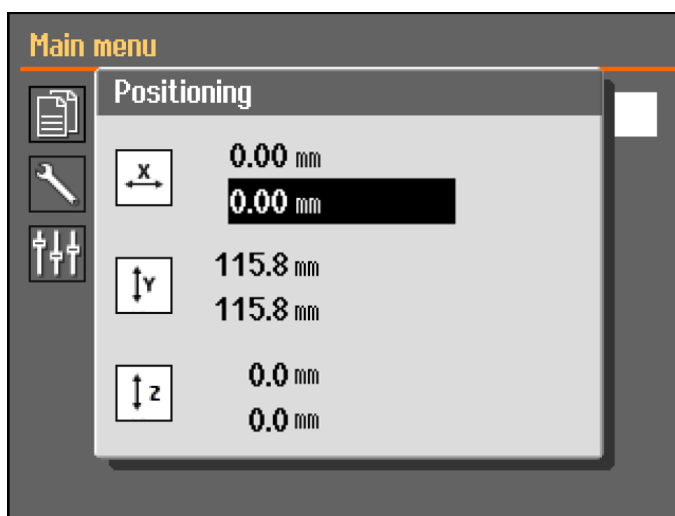 Main menu
Positioning
X
0.00 mm
0.00 mm
Y
115.8 mm
115.8 mm
Z
0.0 mm
0.0 mm